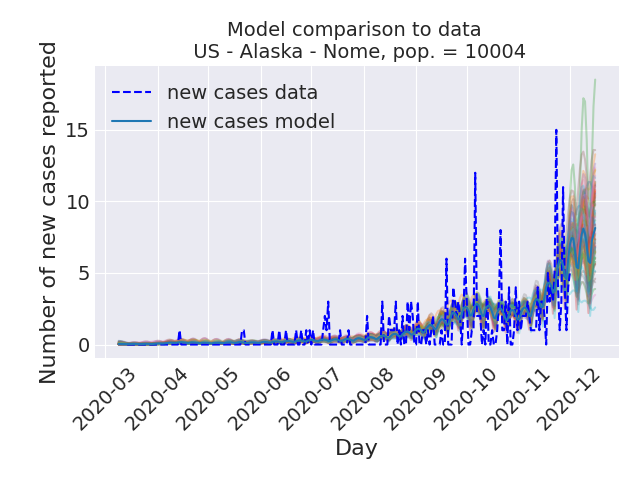 Model comparison to data
US - Alaska - Nome, pop. = 10004
new cases data
new cases model
Number of new cases reported
15
10
5
0
2020-03
2020-04
2020-05
2020-06
2020-07
2020-08
2020-09
2020-10
2020-11
2020-12
Day